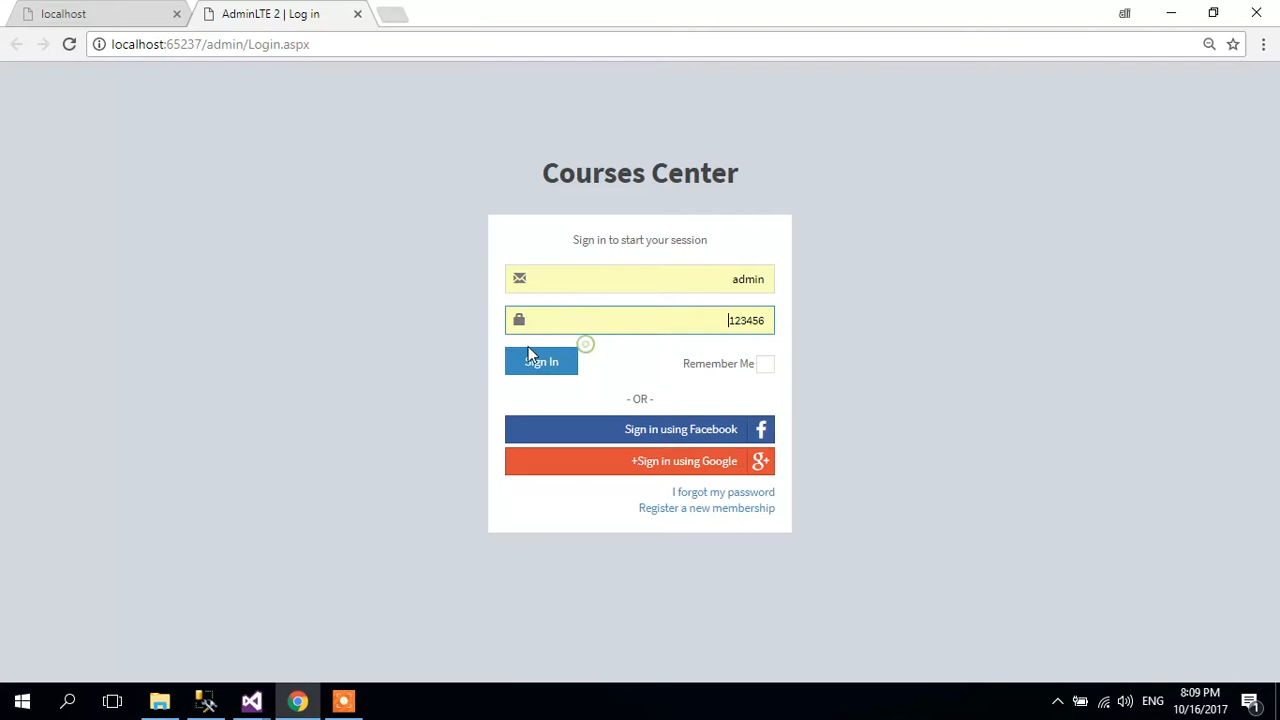 localhost
AdminLTE 2 | Log in
localhost:65237/admin/Login.aspx
Courses Center
Sign in to start your session
admin
123456
Sign In
Remember Me
- OR -
Sign in using Facebook
+Sign in using Google
I forgot my password
Register a new membership
ENG
8:09 PM
10/16/2017
1